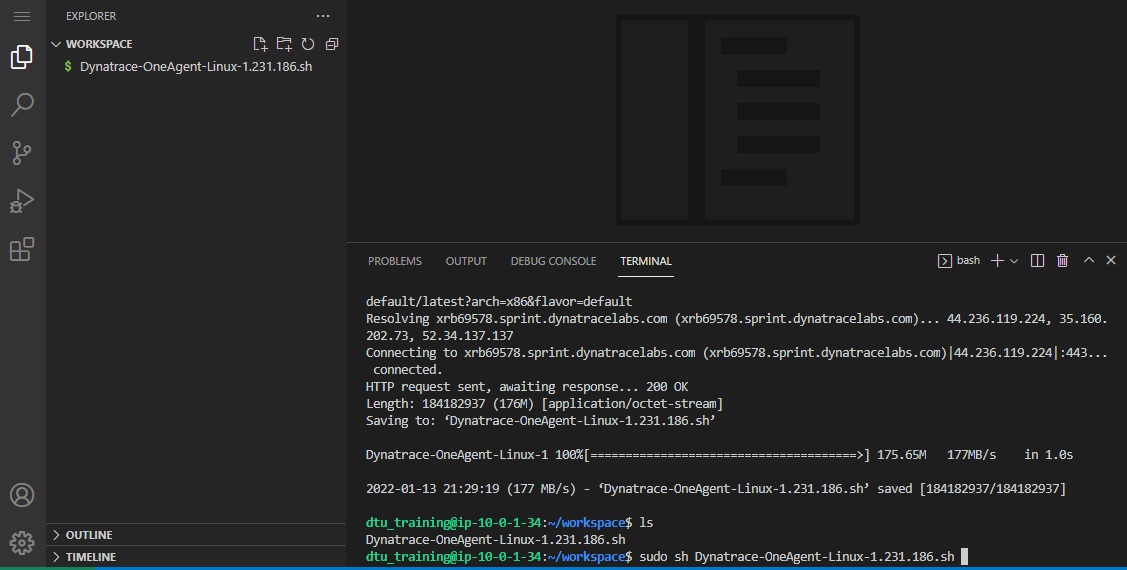 EXPLORER
WORKSPACE
$ Dynatrace-OneAgent-Linux-1.231.186.sh
OUTLINE
TIMELINE
PROBLEMS OUTPUT DEBUG CONSOLE TERMINAL bash
default/latest?arch=x86&flavor=default
Resolving xrb69578.sprint.dynatracelabs.com (xrb69578.sprint.dynatracelabs.com)... 44.236.119.224, 35.160.
202.73, 52.34.137.137
Connecting to xrb69578.sprint.dynatracelabs.com (xrb69578.sprint.dynatracelabs.com)|44.236.119.224|:443...
connected.
HTTP request sent, awaiting response... 200 OK
Length: 184182937 (176M) [application/octet-stream]
Saving to: ‘Dynatrace-OneAgent-Linux-1.231.186.sh’
Dynatrace-OneAgent-Linux-1 100%[======================================>] 175.65M 177MB/s in 1.0s
2022-01-13 21:29:19 (177 MB/s) - ‘Dynatrace-OneAgent-Linux-1.231.186.sh’ saved [184182937/184182937]
dtu_training@ip-10-0-1-34:~/workspace$ ls
Dynatrace-OneAgent-Linux-1.231.186.sh
dtu_training@ip-10-0-1-34:~/workspace$ sudo sh Dynatrace-OneAgent-Linux-1.231.186.sh